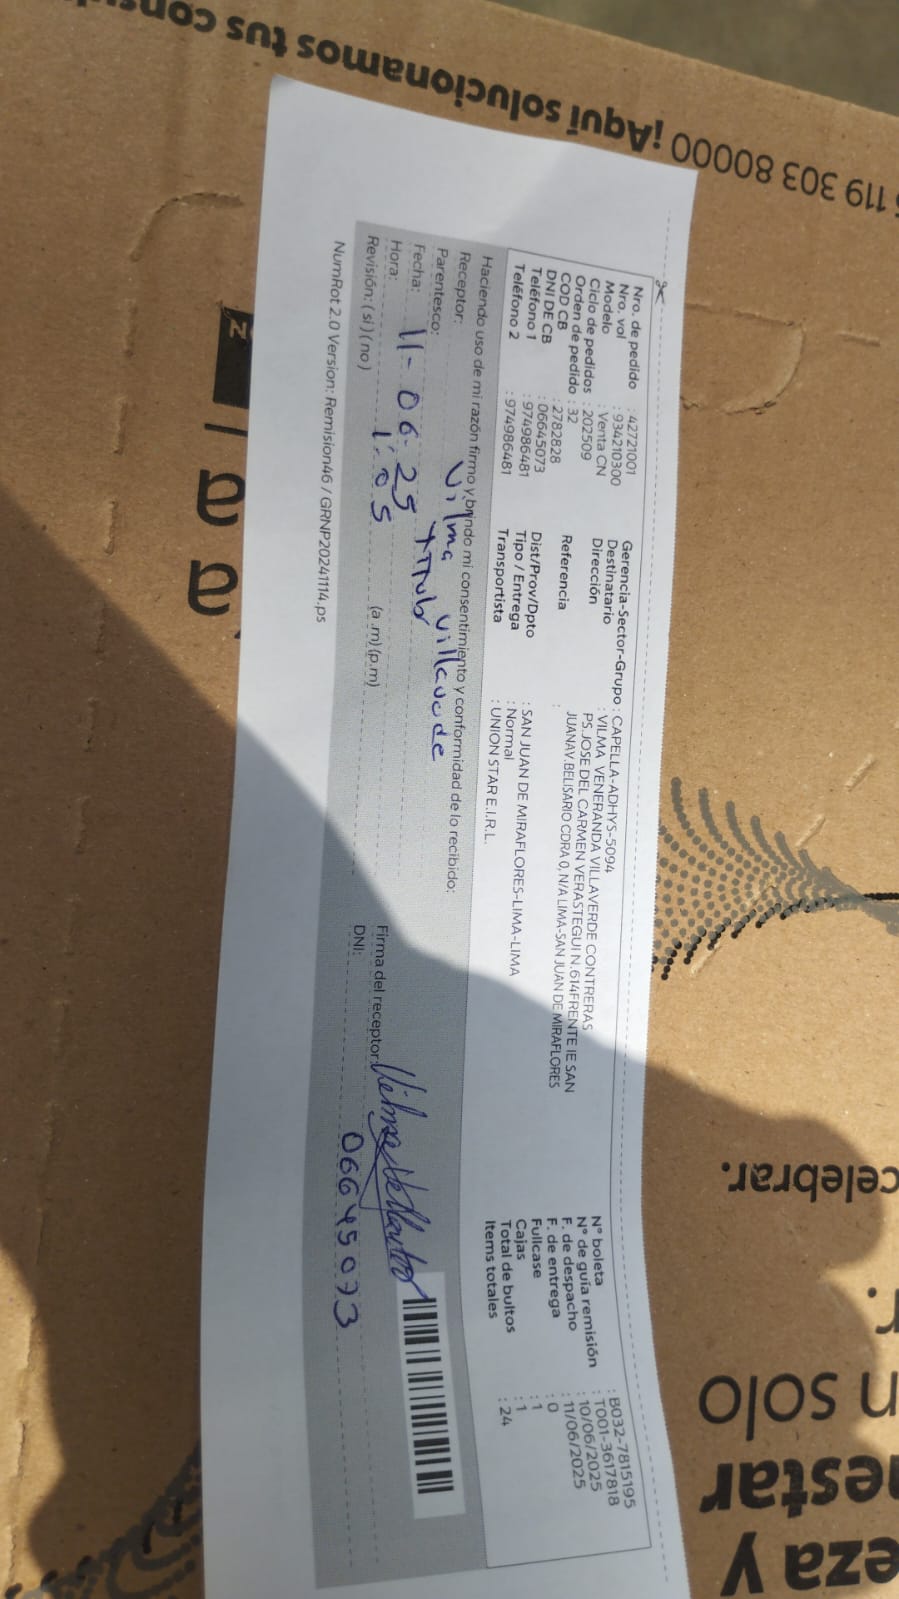 119 303 80000 ¡Aquí solucionamos tus
Nro. de pedido : 42721001
Nro. vol : 934210300
Modelo : Venta CN
Ciclo de pedidos : 202509
Orden de pedido : 32
COD CB : 2782828
DNI DE CB : 06645073
Teléfono 1 : 974986481
Teléfono 2 : 974986481
Gerencia-Sector-Grupo : CAPELLA-ADHYS-5094
Destinatario : VILMA VENERANDA VILLAVERDE CONTRERAS
Dirección : PS.JOSE DEL CARMEN VERASTEGUI N.614FRENTE IE SAN
JUANAV.BELISARIO CDRA 0, N/A LIMA-SAN JUAN DE MIRAFLORES
Referencia :
Dist/Prov/Dpto : SAN JUAN DE MIRAFLORES-LIMA-LIMA
Tipo / Entrega : Normal
Transportista : UNION STAR E.I.R.L.
N° boleta : B032-7815195
N° de guía remisión : T001-3617818
F. de despacho : 10/06/2025
F. de entrega : 11/06/2025
Fullcase : 0
Cajas : 1
Total de bultos : 1
Items totales : 24
Haciendo uso de mi razón firmo y brindo mi consentimiento y conformidad de lo recibido:
Receptor: Vilma
Parentesco:
Fecha: 11-06-25
Hora: 1:05 (a.m)(p.m)
Revisión: (si)(no)
Firma del receptor:
DNI: 06645073
NumRot 2.0 Version: Remision46 / GRNP20241114.ps
celebrar.
solo
y